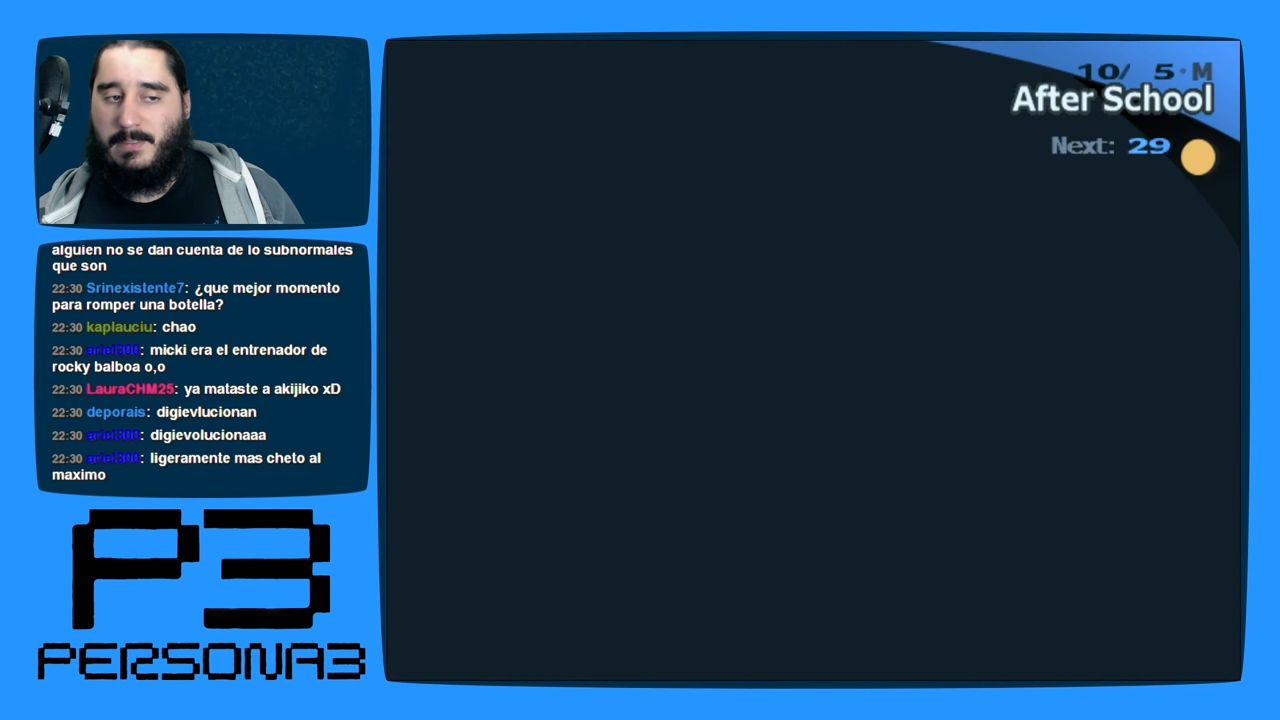 10/ 5·M
After School
Next: 29
alguien no se dan cuenta de lo subnormales
que son
22:30 Srinexistente7: ¿que mejor momento
para romper una botella?
22:30 kaplauciu: chao
22:30 ariel300: micki era el entrenador de
rocky balboa o,o
22:30 LauraCHM25: ya mataste a akijiko xD
22:30 deporais: digievlucionan
22:30 ariel300: digievolucionaaa
22:30 ariel300: ligeramente mas cheto al
maximo
P3
PERSONA3